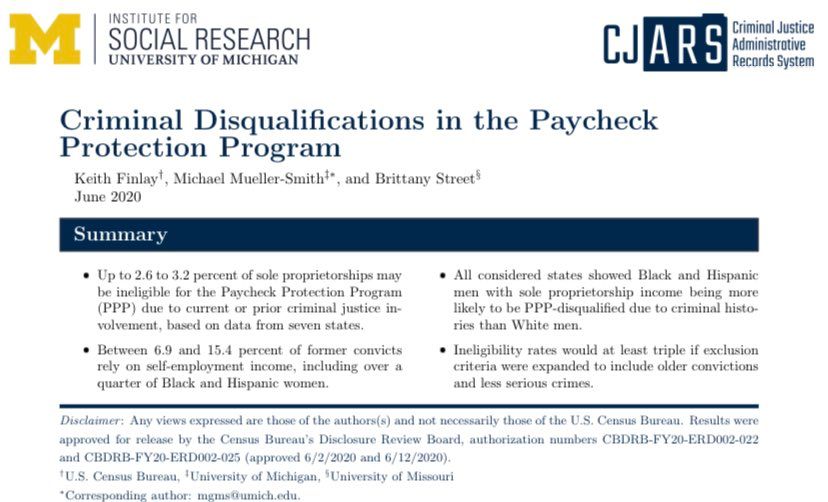 M
INSTITUTE FOR
SOCIAL RESEARCH
UNIVERSITY OF MICHIGAN
CJARS
Criminal Justice
Administrative
Records System
Criminal Disqualifications in the Paycheck
Protection Program
Keith Finlay†, Michael Mueller-Smith‡*, and Brittany Street§
June 2020
Summary
• Up to 2.6 to 3.2 percent of sole proprietorships may
be ineligible for the Paycheck Protection Program
(PPP) due to current or prior criminal justice in-
volvement, based on data from seven states.
• Between 6.9 and 15.4 percent of former convicts
rely on self-employment income, including over a
quarter of Black and Hispanic women.
• All considered states showed Black and Hispanic
men with sole proprietorship income being more
likely to be PPP-disqualified due to criminal histo-
ries than White men.
• Ineligibility rates would at least triple if exclusion
criteria were expanded to include older convictions
and less serious crimes.
Disclaimer: Any views expressed are those of the authors(s) and not necessarily those of the U.S. Census Bureau. Results were
approved for release by the Census Bureau's Disclosure Review Board, authorization numbers CBDRB-FY20-ERD002-022
and CBDRB-FY20-ERD002-025 (approved 6/2/2020 and 6/12/2020).
†U.S. Census Bureau, ‡University of Michigan, §University of Missouri
*Corresponding author: mgms@umich.edu.